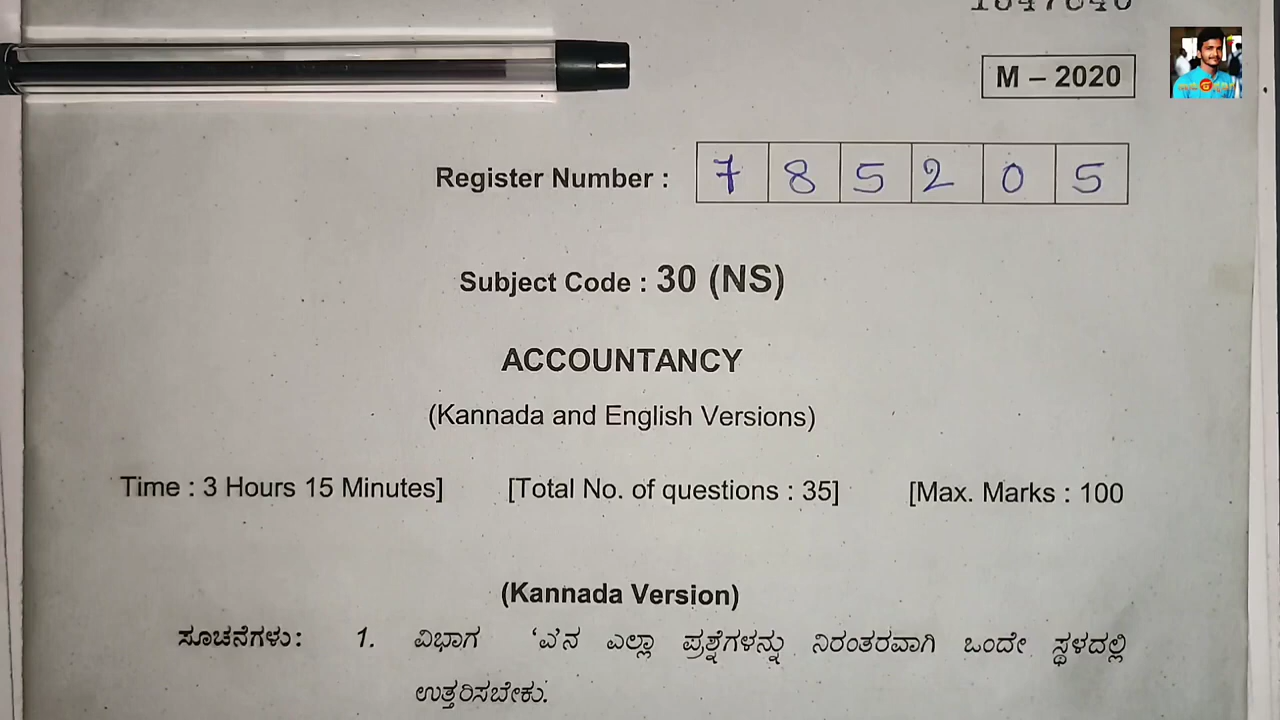 M – 2020
Register Number : 7 8 5 2 0 5
Subject Code : 30 (NS)
ACCOUNTANCY
(Kannada and English Versions)
Time : 3 Hours 15 Minutes] [Total No. of questions : 35] [Max. Marks : 100
(Kannada Version)
ಸೂಚನೆಗಳು: 1. ವಿಭಾಗ ‘ಎ’ನ ಎಲ್ಲಾ ಪ್ರಶ್ನೆಗಳನ್ನು ನಿರಂತರವಾಗಿ ಒಂದೇ ಸ್ಥಳದಲ್ಲಿ
ಉತ್ತರಿಸಬೇಕು.